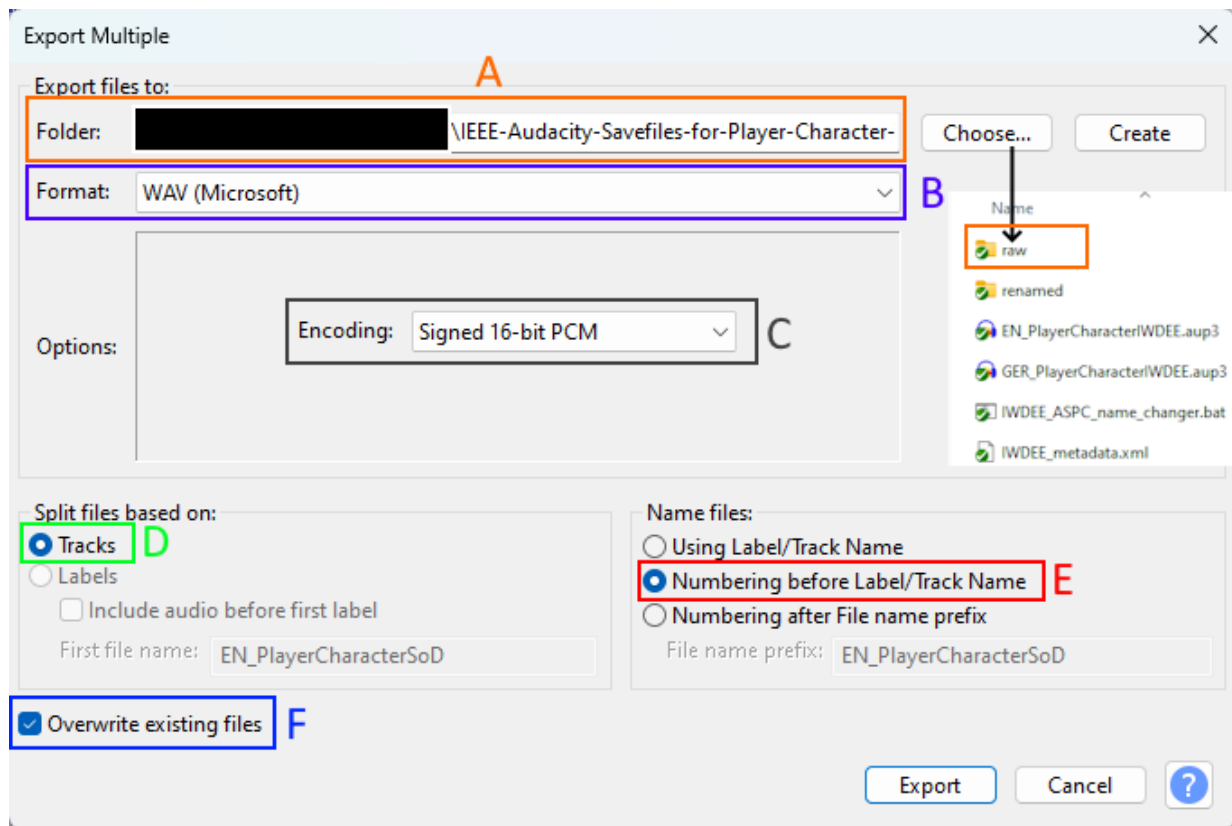 Export Multiple
A
Export files to:
Folder: \IEEE-Audacity-Savefiles-for-Player-Character- Choose... Create
Format: WAV (Microsoft) B
Name
raw
renamed
EN_PlayerCharacterIWDEE.aup3
GER_PlayerCharacterIWDEE.aup3
IWDEE_ASPC_name_changer.bat
IWDEE_metadata.xml
Options: Encoding: Signed 16-bit PCM C
Split files based on:
Tracks D
Labels
Include audio before first label
First file name: EN_PlayerCharacterSoD
Name files:
Using Label/Track Name
Numbering before Label/Track Name E
Numbering after File name prefix
File name prefix: EN_PlayerCharacterSoD
Overwrite existing files F
Export Cancel ?